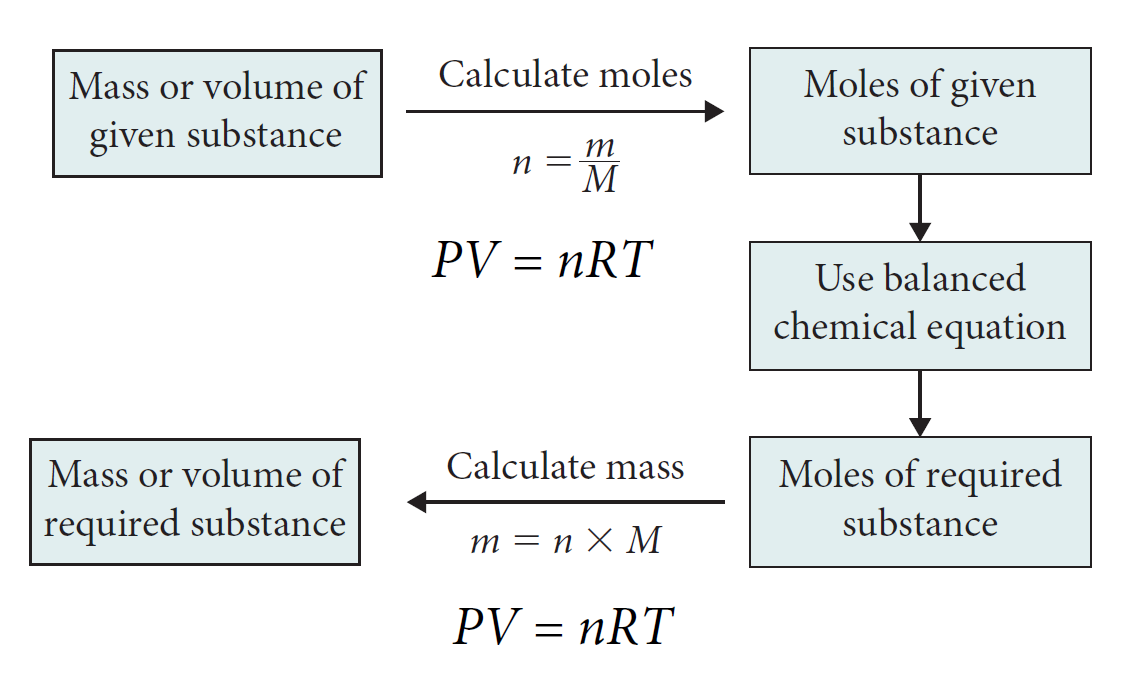 Mass or volume of
given substance
Calculate moles
n = m/M
PV = nRT
Moles of given
substance
Use balanced
chemical equation
Moles of required
substance
Calculate mass
m = n × M
PV = nRT
Mass or volume of
required substance